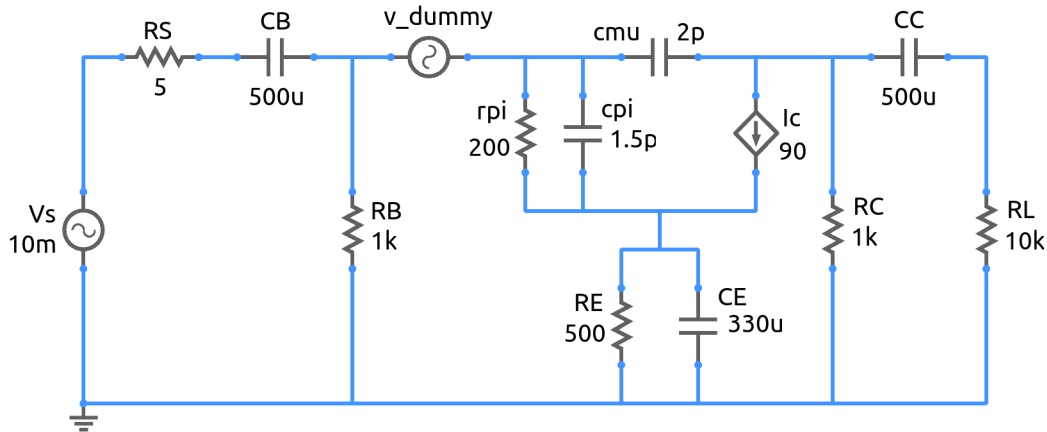 v_dummy
RS
CB
cmu
2p
CC
5
500u
500u
rpi
200
cpi
1.5p
Ic
90
Vs
10m
RB
1k
RC
1k
RL
10k
RE
500
CE
330u